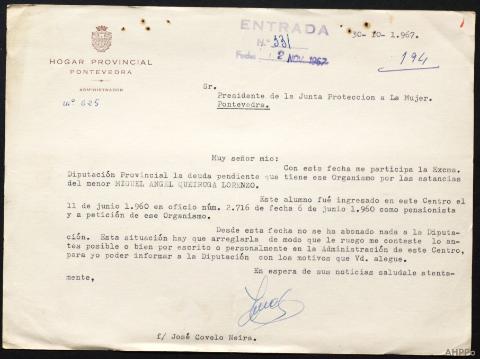 ENTRADA
N.º 331
Fecha 2 NOV. 1967
30- 10- 1.967.
194
HOGAR PROVINCIAL
PONTEVEDRA
ADMINISTRADOR
nº 625
Sr.
Presidente de la Junta Proteccion a La Mujer.
Pontevedra.
Muy señor mio:
Con esta fecha me participa la Excma.
Diputación Provincial la deuda pendiente que tiene ese Organismo por las estancias
del menor MIGUEL ANGEL QUEIRUGA LORENZO.
Este alumno fué ingresado en este Centro el
11 de junio 1.960 en oficio núm. 2.716 de fecha 6 de junio 1.960 como pensionista
y a petición de ese Organismo.
Desde esta fecha no se ha abonado nada a la Diputa-
ción. Esta situación hay que arreglarla de modo que le ruego me conteste lo an-
tes posible o bien por escrito o personalmente en la Administración de este Centro,
para yo poder informar a la Diputación con los motivos que Vd. alegue.
En espera de sus noticias saludale atenta-
mente,
f/ José Covelo Neira.
AHPPo